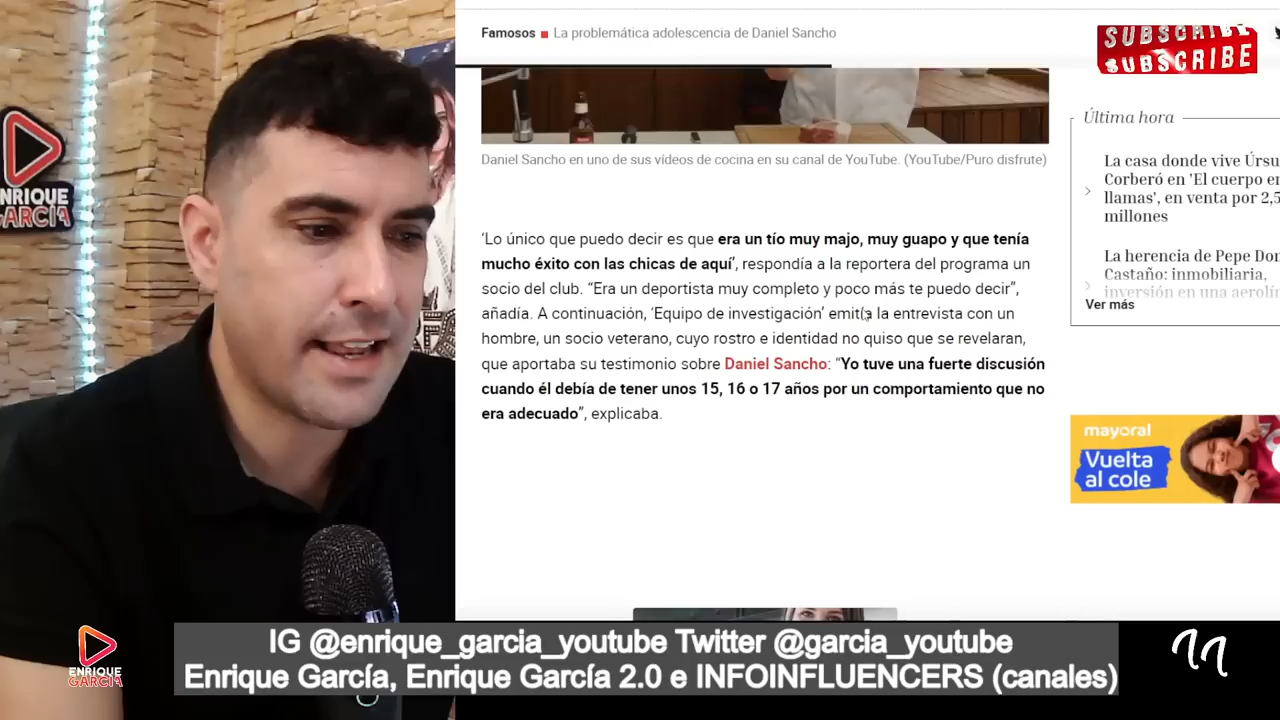 Famosos ■ La problemática adolescencia de Daniel Sancho
SUBSCRIBE
SUBSCRIBE
Última hora
La casa donde vive Úrsu
Corberó en 'El cuerpo en
llamas', en venta por 2,5
millones
La herencia de Pepe Dom
Castaño: inmobiliaria,
inversión en una aerolín
Ver más
Daniel Sancho en uno de sus vídeos de cocina en su canal de YouTube. (YouTube/Puro disfrute)
‘Lo único que puedo decir es que era un tío muy majo, muy guapo y que tenía
mucho éxito con las chicas de aquí’, respondía a la reportera del programa un
socio del club. “Era un deportista muy completo y poco más te puedo decir”,
añadía. A continuación, ‘Equipo de investigación’ emitía la entrevista con un
hombre, un socio veterano, cuyo rostro e identidad no quiso que se revelaran,
que aportaba su testimonio sobre Daniel Sancho: “Yo tuve una fuerte discusión
cuando él debía de tener unos 15, 16 o 17 años por un comportamiento que no
era adecuado”, explicaba.
mayoral
Vuelta
al cole
ENRIQUE
GARCÍA
IG @enrique_garcia_youtube Twitter @garcia_youtube
Enrique García, Enrique García 2.0 e INFOINFLUENCERS (canales)
ENRIQUE
GARCÍA